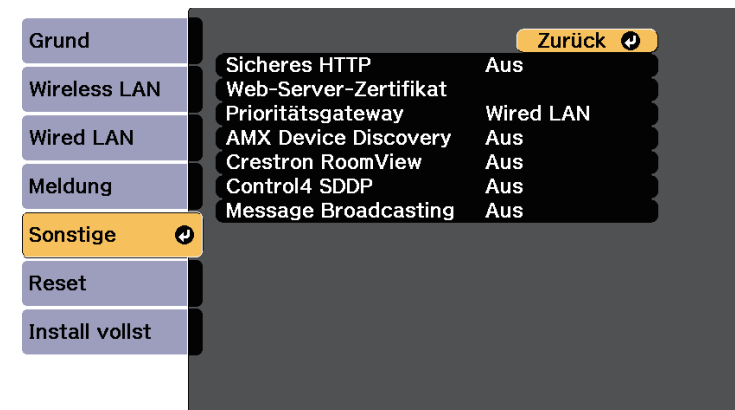 Grund
Wireless LAN
Wired LAN
Meldung
Sonstige
Reset
Install vollst
Zurück
Sicheres HTTP Aus
Web-Server-Zertifikat
Prioritätsgateway Wired LAN
AMX Device Discovery Aus
Crestron RoomView Aus
Control4 SDDP Aus
Message Broadcasting Aus